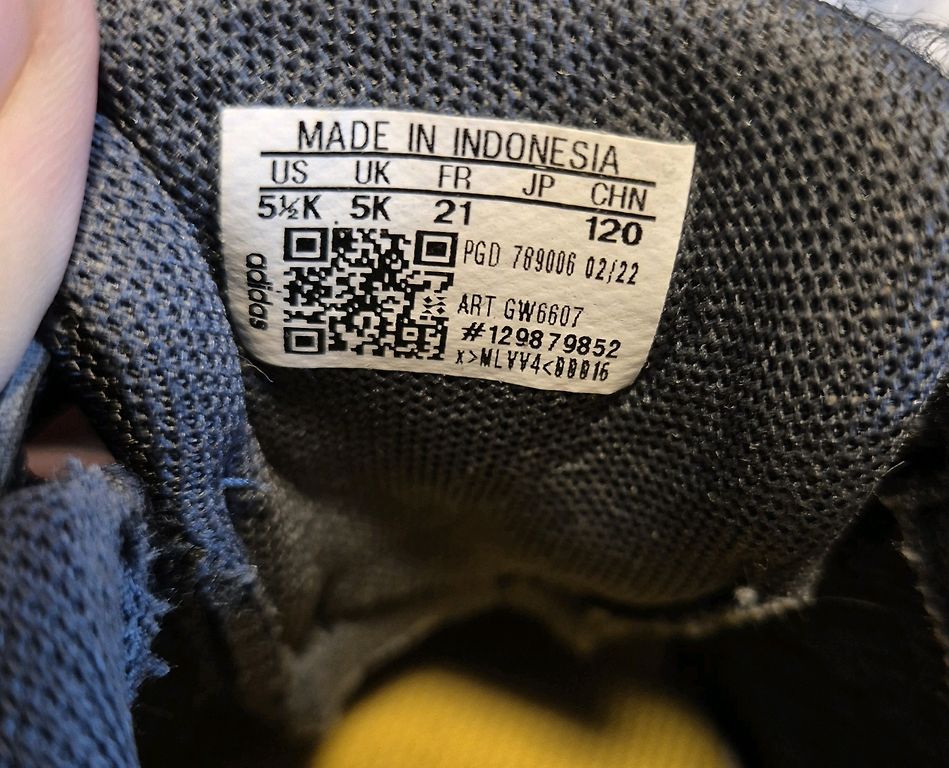 MADE IN INDONESIA
US UK FR JP CHN
5½K 5K 21 120
PGD 789006 02/22
ART GW6607
#129879852
x>MLVV4<00016
adidas